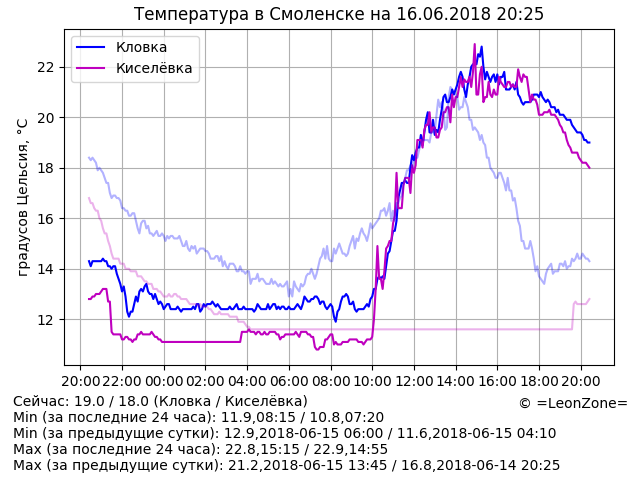 Температура в Смоленске на 16.06.2018 20:25
Кловка
Киселёвка
градусов Цельсия, °C
22
20
18
16
14
12
20:00 22:00 00:00 02:00 04:00 06:00 08:00 10:00 12:00 14:00 16:00 18:00 20:00
Сейчас: 19.0 / 18.0 (Кловка / Киселёвка)
© =LeonZone=
Min (за последние 24 часа): 11.9,08:15 / 10.8,07:20
Min (за предыдущие сутки): 12.9,2018-06-15 06:00 / 11.6,2018-06-15 04:10
Max (за последние 24 часа): 22.8,15:15 / 22.9,14:55
Max (за предыдущие сутки): 21.2,2018-06-15 13:45 / 16.8,2018-06-14 20:25